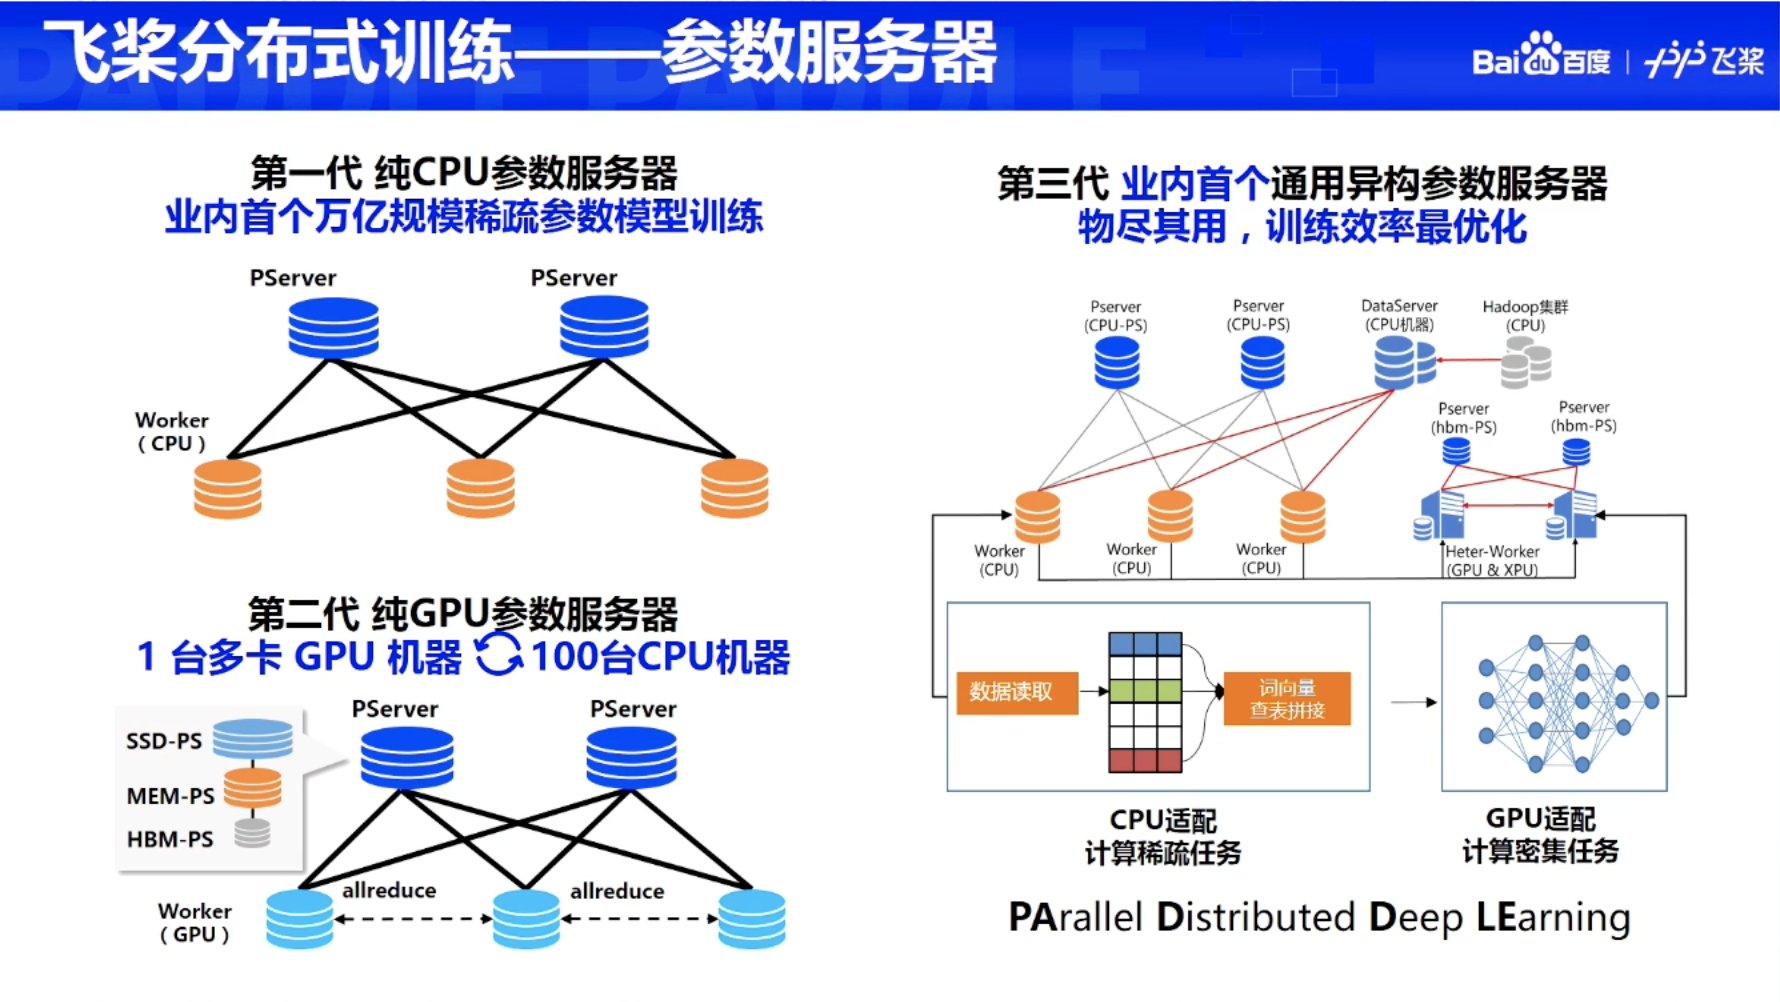 飞桨分布式训练——参数服务器
Bai du 百度 | 飞桨
第一代 纯CPU参数服务器
业内首个万亿规模稀疏参数模型训练
PServer
PServer
Worker
（CPU）
第二代 纯GPU参数服务器
1 台多卡 GPU 机器 100台CPU机器
PServer
PServer
SSD-PS
MEM-PS
HBM-PS
allreduce
allreduce
Worker
（GPU）
第三代 业内首个通用异构参数服务器
物尽其用，训练效率最优化
Pserver
(CPU-PS)
Pserver
(CPU-PS)
DataServer
(CPU机器)
Hadoop集群
(CPU)
Pserver
(hbm-PS)
Pserver
(hbm-PS)
Worker
(CPU)
Worker
(CPU)
Worker
(CPU)
Heter-Worker
(GPU & XPU)
数据读取
词向量
查表拼接
CPU适配
计算稀疏任务
GPU适配
计算密集任务
PArallel Distributed Deep LEarning